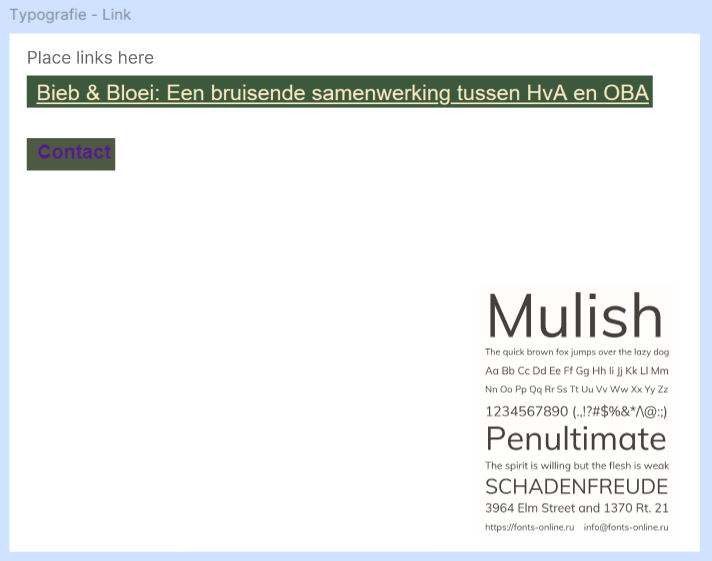 Typografie - Link
Place links here
Bieb & Bloei: Een bruisende samenwerking tussen HvA en OBA
Contact
Mulish
The quick brown fox jumps over the lazy dog
Aa Bb Cc Dd Ee Ff Gg Hh Ii Jj Kk Ll Mm
Nn Oo Pp Qq Rr Ss Tt Uu Vv Ww Xx Yy Zz
1234567890 (.,!?#$%&*/\@:;)
Penultimate
The spirit is willing but the flesh is weak
SCHADENFREUDE
3964 Elm Street and 1370 Rt. 21
https://fonts-online.ru info@fonts-online.ru